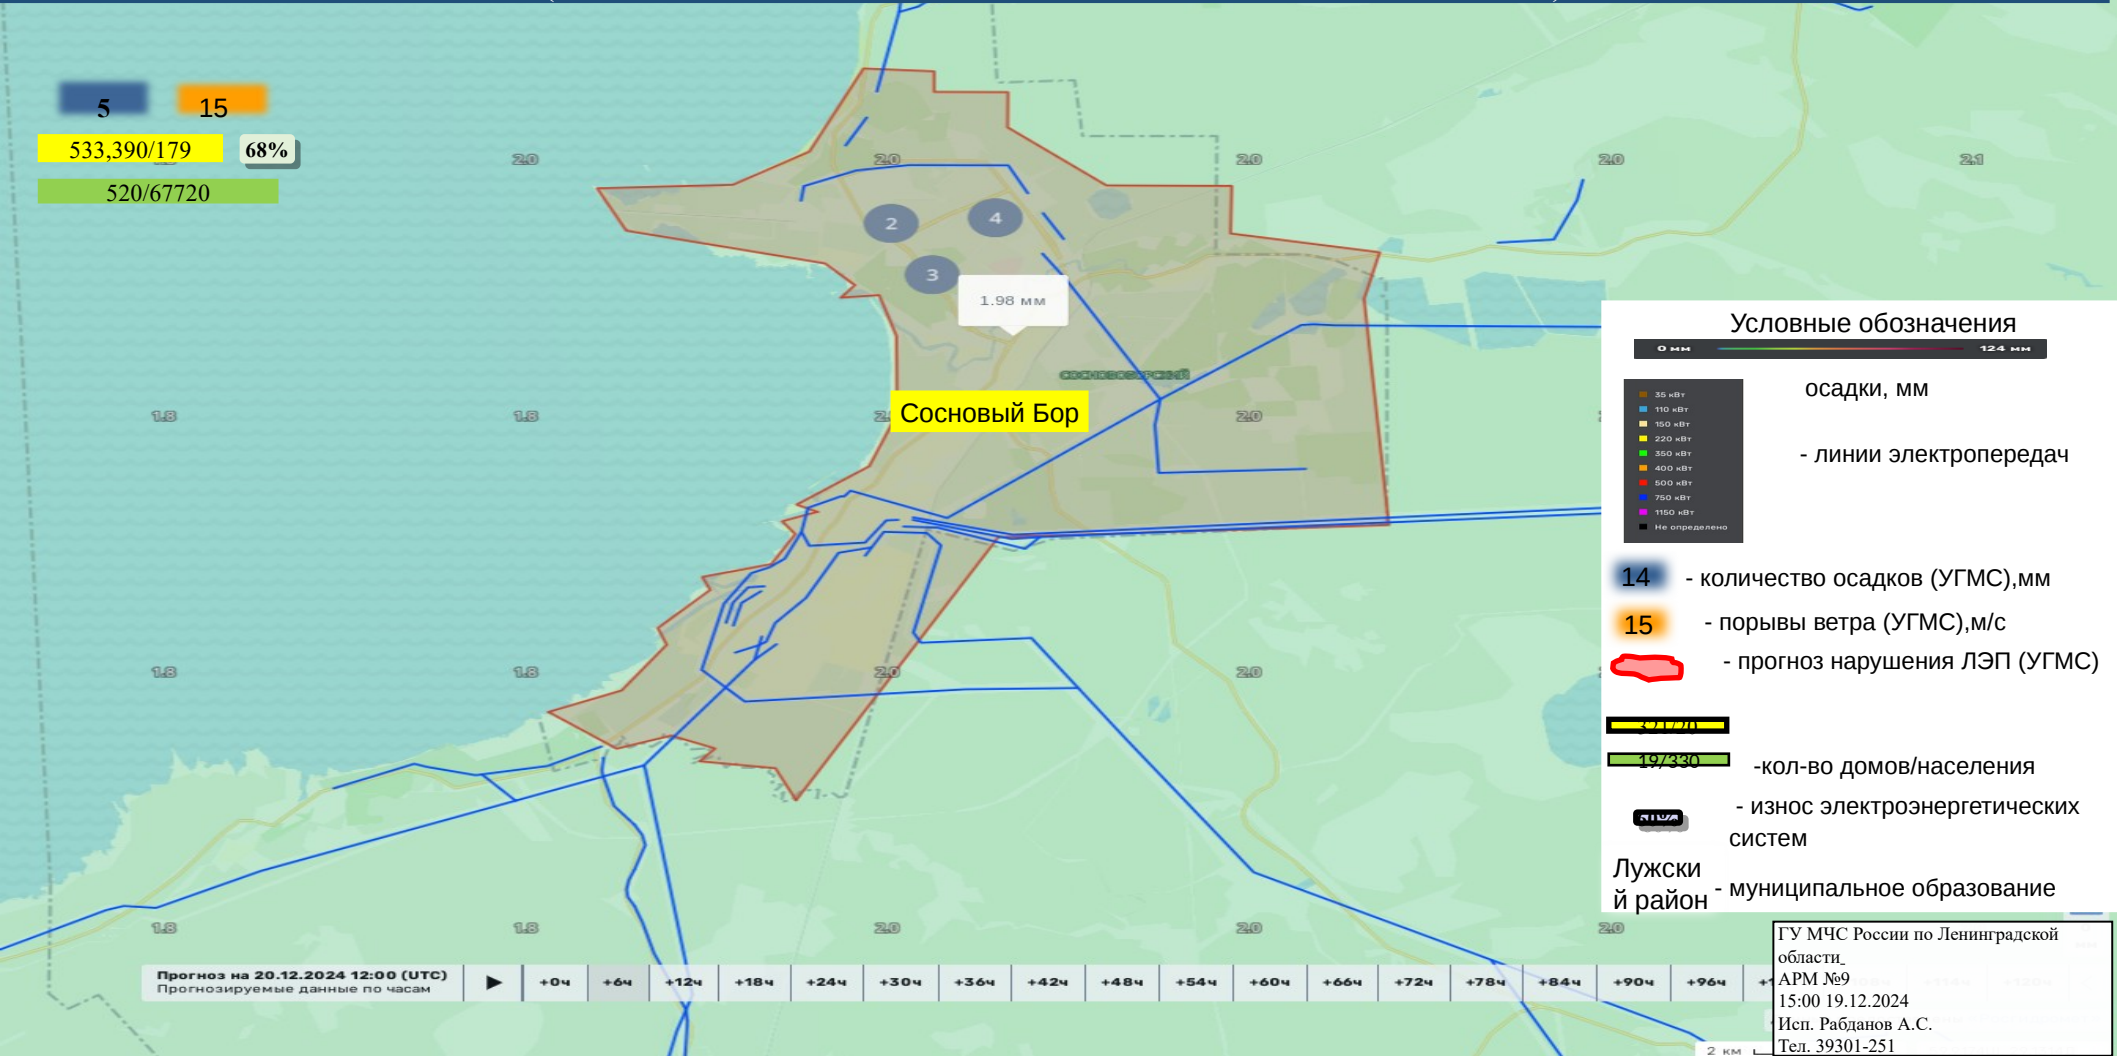 5
15
533,390/179
68%
520/67720
2.0
2.0
2.0
2.0
2.1
2
4
3
1.98 мм
СОСНОВОБОРСКИЙ
1.8
1.8
Сосновый Бор
2.0
1.8
1.8
2.0
2.0
1.8
1.8
2.0
2.0
2.0
Условные обозначения
0 мм
124 мм
осадки, мм
35 кВт
110 кВт
150 кВт
220 кВт
350 кВт
400 кВт
500 кВт
750 кВт
1150 кВт
Не определено
- линии электропередач
14 - количество осадков (УГМС),мм
15 - порывы ветра (УГМС),м/с
- прогноз нарушения ЛЭП (УГМС)
321/20
19/330
-кол-во домов/населения
- износ электроэнергетических
систем
Лужски
й район
- муниципальное образование
Прогноз на 20.12.2024 12:00 (UTC)
Прогнозируемые данные по часам
+0ч +6ч +12ч +18ч +24ч +30ч +36ч +42ч +48ч +54ч +60ч +66ч +72ч +78ч +84ч +90ч +96ч
ГУ МЧС России по Ленинградской
области
АРМ №9
15:00 19.12.2024
Исп. Рабданов А.С.
Тел. 39301-251
2 км